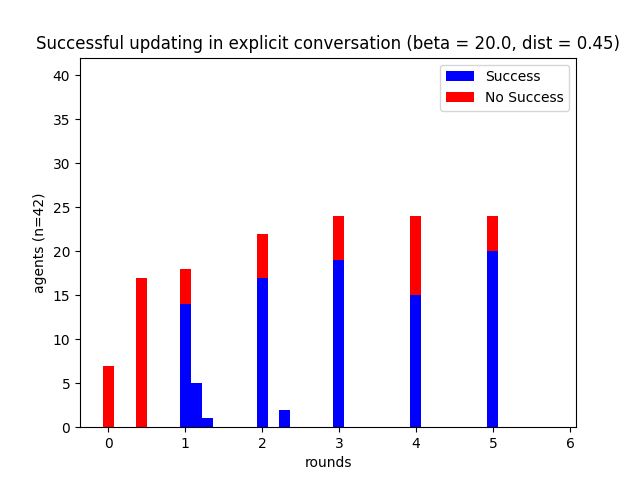 Successful updating in explicit conversation (beta = 20.0, dist = 0.45)
Success
No Success
40
35
30
25
20
15
10
5
0
agents (n=42)
0 1 2 3 4 5 6
rounds